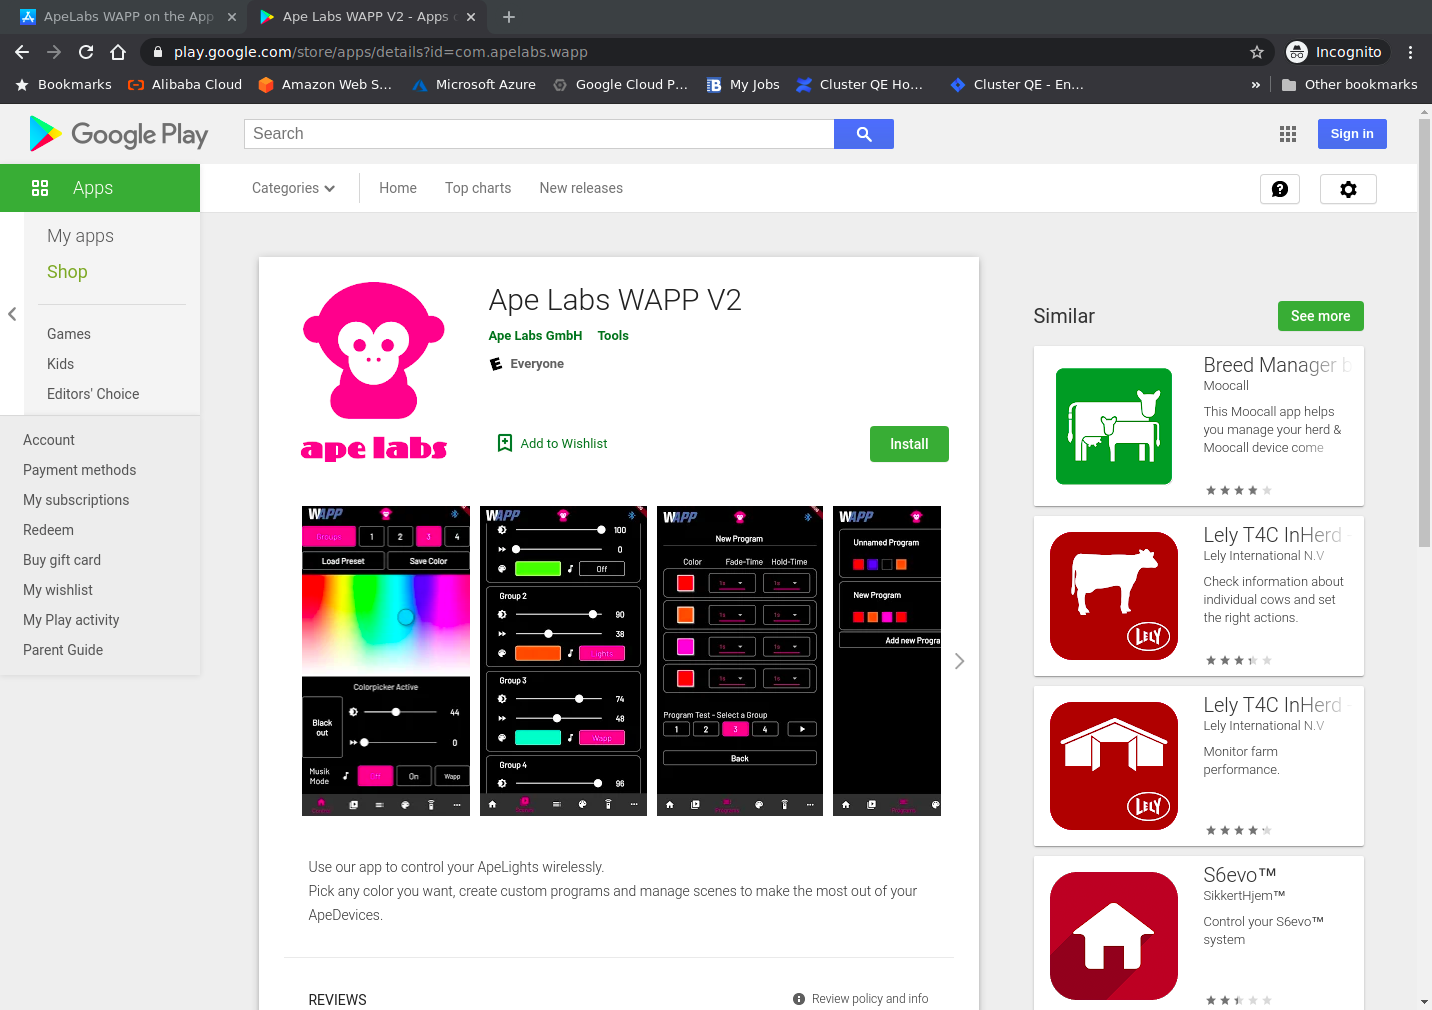 ApeLabs WAPP on the App
Ape Labs WAPP V2 - Apps
play.google.com/store/apps/details?id=com.apelabs.wapp
Incognito
Bookmarks
Alibaba Cloud
Amazon Web S...
Microsoft Azure
Google Cloud P...
My Jobs
Cluster QE Ho...
Cluster QE - En...
»
Other bookmarks
Google Play
Search
Sign in
Apps
Categories
Home
Top charts
New releases
My apps
Shop
Games
Kids
Editors' Choice
Account
Payment methods
My subscriptions
Redeem
Buy gift card
My wishlist
My Play activity
Parent Guide
ape labs
Ape Labs WAPP V2
Ape Labs GmbH Tools
Everyone
Add to Wishlist
Install
WAPP
Groups 1 2 3 4
Load Preset Save Color
Colorpicker Active
Black
out
44
0
Musik
Mode
On Wapp
WAPP
100
0
Off
Group 2
90
38
Lights
Group 3
74
48
Wapp
Group 4
96
WAPP
New Program
Color Fade-Time Hold-Time
1s 1s
1s 1s
1s 1s
1s 1s
Program Test - Select a Group
1 2 3 4
Back
WAPP
Unnamed Program
New Program
Add new Progra
Use our app to control your ApeLights wirelessly.
Pick any color you want, create custom programs and manage scenes to make the most out of your
ApeDevices.
REVIEWS
Review policy and info
Similar
See more
Breed Manager b
Moocall
This Moocall app helps
you manage your herd &
Moocall device come
Lely T4C InHerd -
Lely International N.V
Check information about
individual cows and set
the right actions.
LELY
Lely T4C InHerd -
Lely International N.V
Monitor farm
performance.
LELY
S6evo™
SikkertHjem™
Control your S6evo™
system